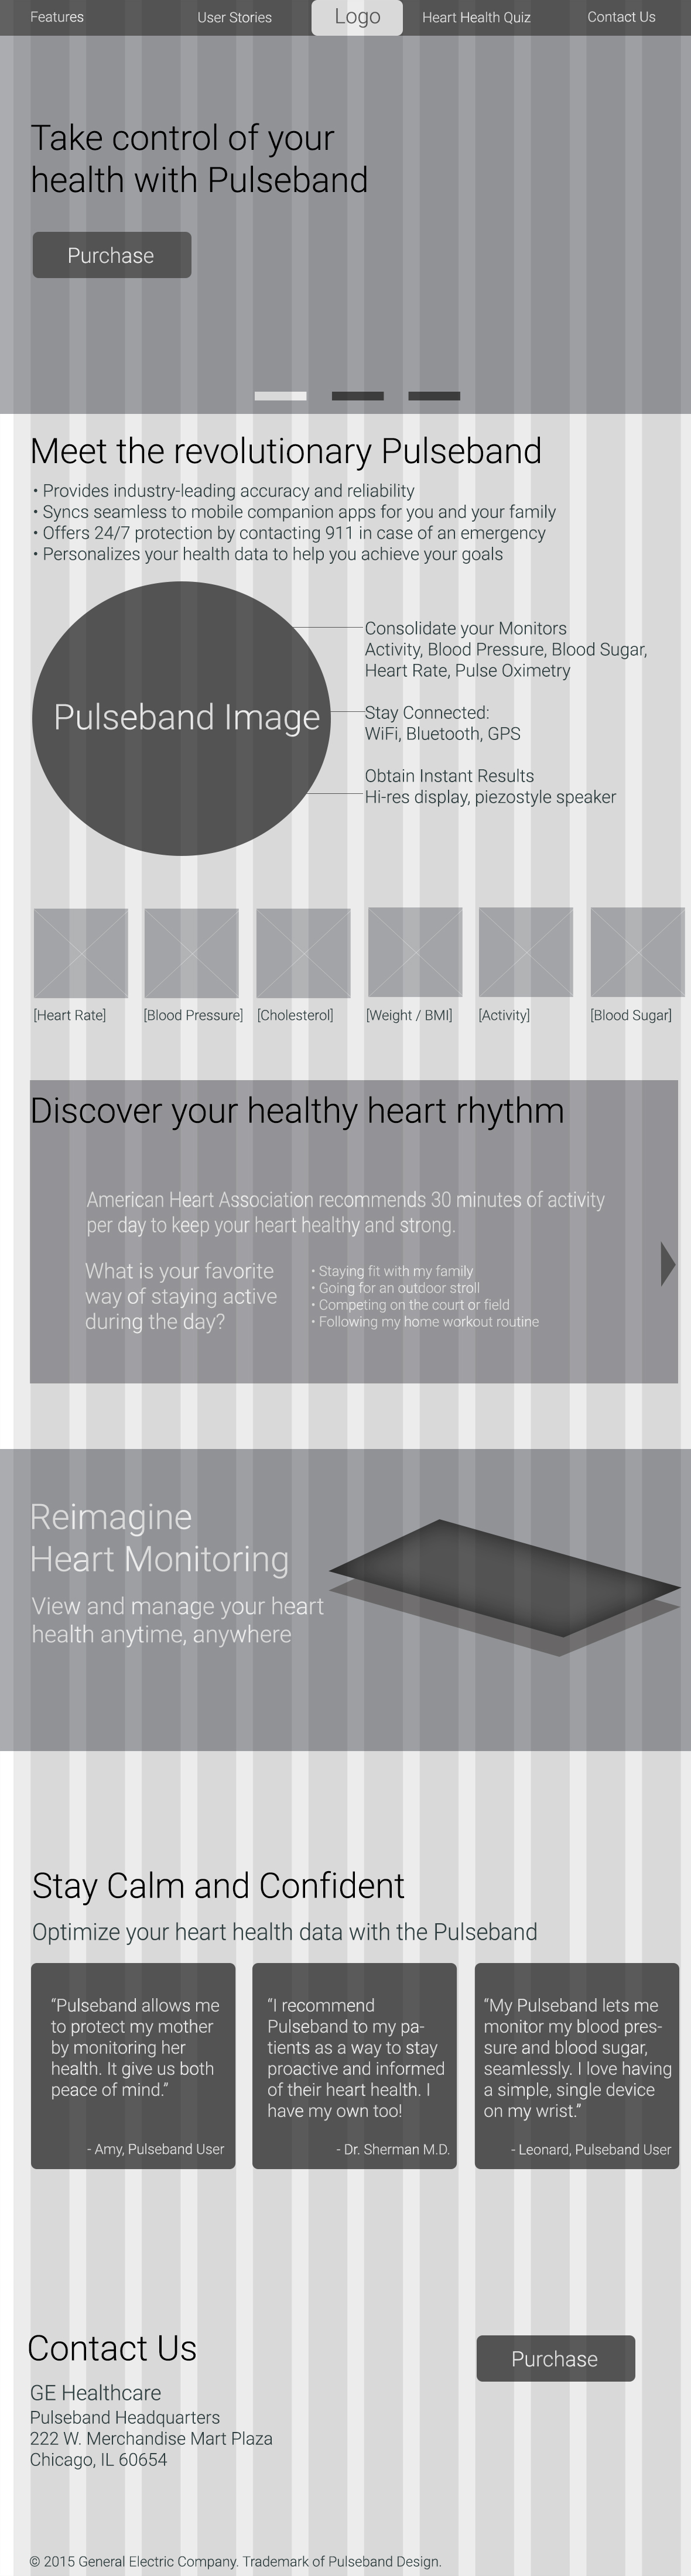 Features
User Stories
Logo
Heart Health Quiz
Contact Us
Take control of your
health with Pulseband
Purchase
Meet the revolutionary Pulseband
• Provides industry-leading accuracy and reliability
• Syncs seamless to mobile companion apps for you and your family
• Offers 24/7 protection by contacting 911 in case of an emergency
• Personalizes your health data to help you achieve your goals
Pulseband Image
Consolidate your Monitors
Activity, Blood Pressure, Blood Sugar,
Heart Rate, Pulse Oximetry
Stay Connected:
WiFi, Bluetooth, GPS
Obtain Instant Results
Hi-res display, piezostyle speaker
[Heart Rate]
[Blood Pressure]
[Cholesterol]
[Weight / BMI]
[Activity]
[Blood Sugar]
Discover your healthy heart rhythm
American Heart Association recommends 30 minutes of activity
per day to keep your heart healthy and strong.
What is your favorite
way of staying active
during the day?
• Staying fit with my family
• Going for an outdoor stroll
• Competing on the court or field
• Following my home workout routine
Reimagine
Heart Monitoring
View and manage your heart
health anytime, anywhere
Stay Calm and Confident
Optimize your heart health data with the Pulseband
“Pulseband allows me
to protect my mother
by monitoring her
health. It give us both
peace of mind.”
- Amy, Pulseband User
“I recommend
Pulseband to my pa-
tients as a way to stay
proactive and informed
of their heart health. I
have my own too!
- Dr. Sherman M.D.
“My Pulseband lets me
monitor my blood pres-
sure and blood sugar,
seamlessly. I love having
a simple, single device
on my wrist.”
- Leonard, Pulseband User
Contact Us
Purchase
GE Healthcare
Pulseband Headquarters
222 W. Merchandise Mart Plaza
Chicago, IL 60654
© 2015 General Electric Company. Trademark of Pulseband Design.